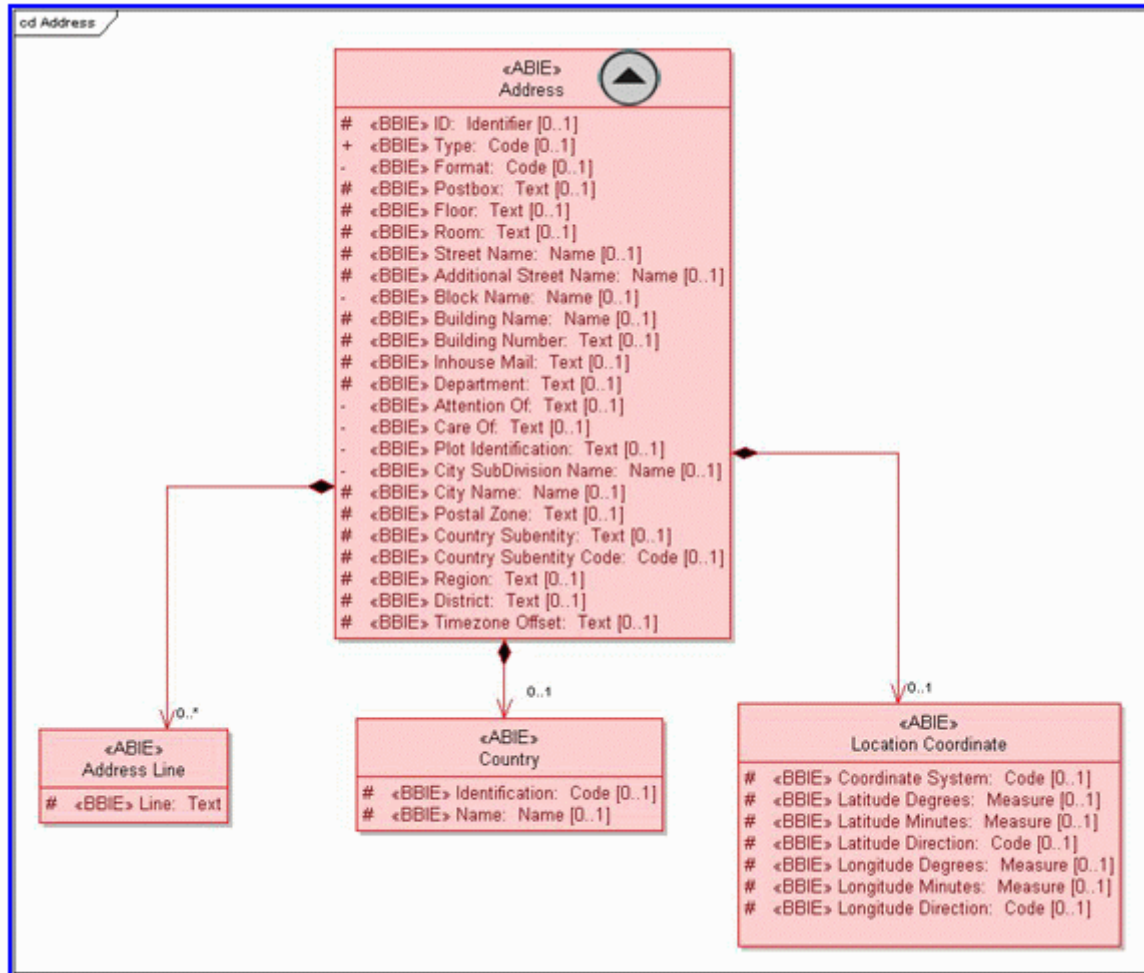 cd Address
«ABIE»
Address
# «BBIE» ID: Identifier [0..1]
+ «BBIE» Type: Code [0..1]
- «BBIE» Format: Code [0..1]
# «BBIE» Postbox: Text [0..1]
# «BBIE» Floor: Text [0..1]
# «BBIE» Room: Text [0..1]
# «BBIE» Street Name: Name [0..1]
# «BBIE» Additional Street Name: Name [0..1]
- «BBIE» Block Name: Name [0..1]
# «BBIE» Building Name: Name [0..1]
# «BBIE» Building Number: Text [0..1]
# «BBIE» Inhouse Mail: Text [0..1]
# «BBIE» Department: Text [0..1]
- «BBIE» Attention Of: Text [0..1]
- «BBIE» Care Of: Text [0..1]
- «BBIE» Plot Identification: Text [0..1]
- «BBIE» City SubDivision Name: Name [0..1]
# «BBIE» City Name: Name [0..1]
# «BBIE» Postal Zone: Text [0..1]
# «BBIE» Country Subentity: Text [0..1]
# «BBIE» Country Subentity Code: Code [0..1]
# «BBIE» Region: Text [0..1]
# «BBIE» District: Text [0..1]
# «BBIE» Timezone Offset: Text [0..1]
0..*
«ABIE»
Address Line
# «BBIE» Line: Text
0..1
«ABIE»
Country
# «BBIE» Identification: Code [0..1]
# «BBIE» Name: Name [0..1]
0..1
«ABIE»
Location Coordinate
# «BBIE» Coordinate System: Code [0..1]
# «BBIE» Latitude Degrees: Measure [0..1]
# «BBIE» Latitude Minutes: Measure [0..1]
# «BBIE» Latitude Direction: Code [0..1]
# «BBIE» Longitude Degrees: Measure [0..1]
# «BBIE» Longitude Minutes: Measure [0..1]
# «BBIE» Longitude Direction: Code [0..1]